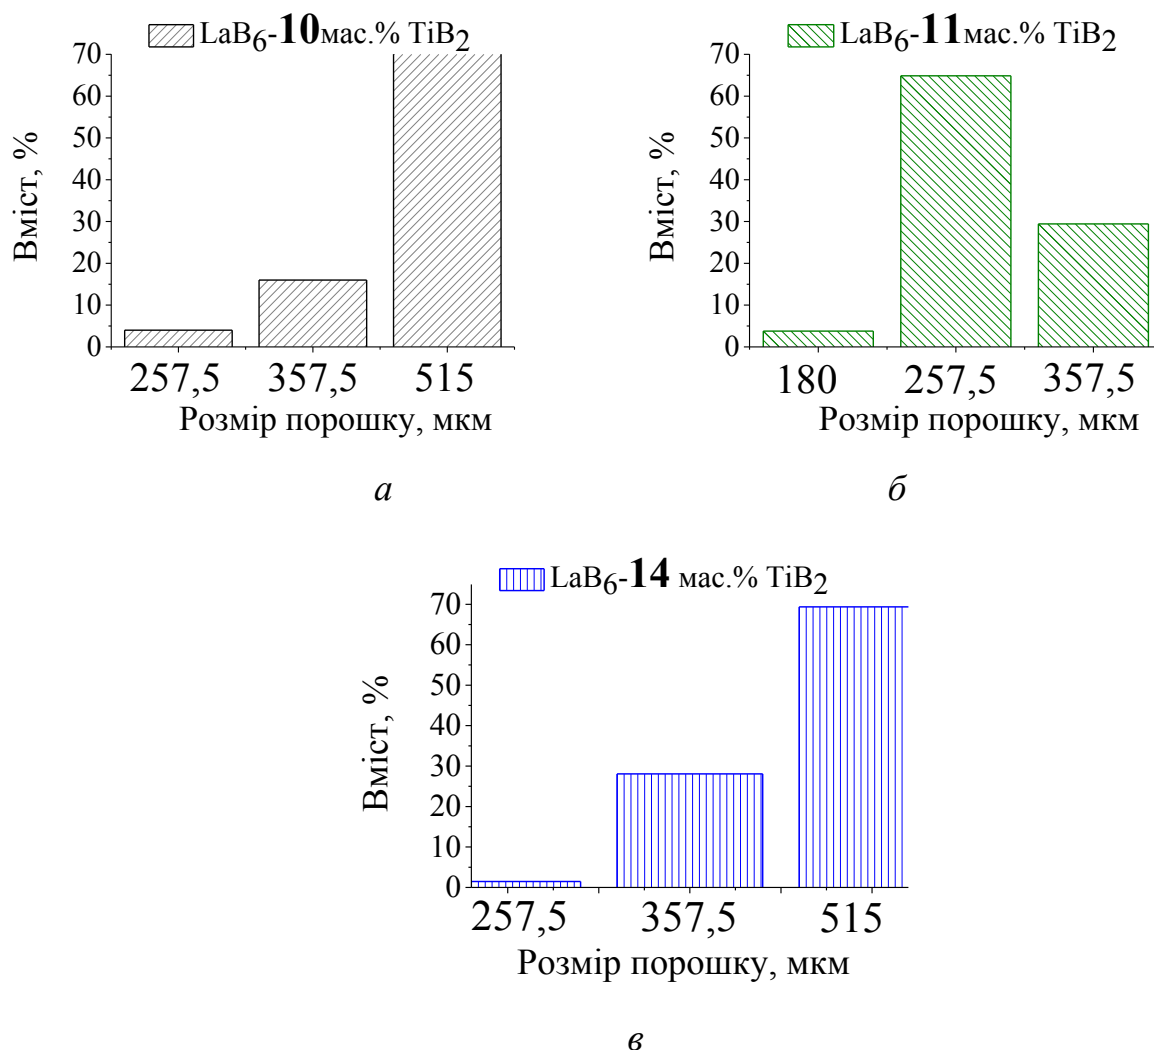 LaB6-10мас.% TiB2
70
60
50
40
30
20
10
0
Вміст, %
257,5 357,5 515
Розмір порошку, мкм
а
LaB6-11мас.% TiB2
70
60
50
40
30
20
10
0
Вміст, %
180 257,5 357,5
Розмір порошку, мкм
б
LaB6-14 мас.% TiB2
70
60
50
40
30
20
10
0
Вміст, %
257,5 357,5 515
Розмір порошку, мкм
в